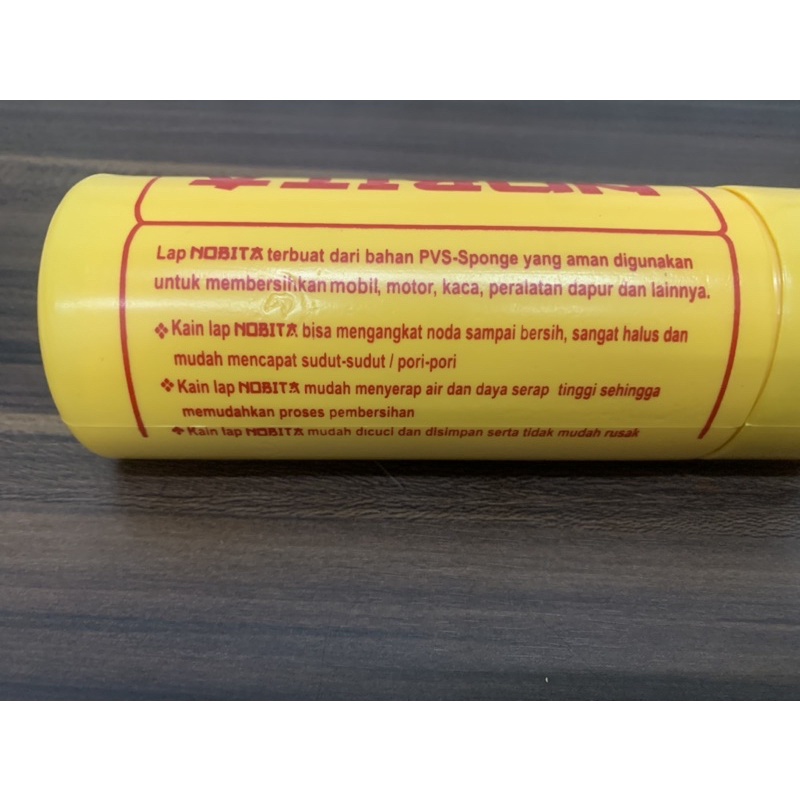 Lap NOBITA terbuat dari bahan PVS-Sponge yang aman digunakan
untuk membersihkan mobil, motor, kaca, peralatan dapur dan lainnya.
❖ Kain lap NOBITA bisa mengangkat noda sampai bersih, sangat halus dan
mudah mencapat sudut-sudut / pori-pori
❖ Kain lap NOBITA mudah menyerap air dan daya serap tinggi sehingga
memudahkan proses pembersihan
❖ Kain lap NOBITA mudah dicuci dan disimpan serta tidak mudah rusak